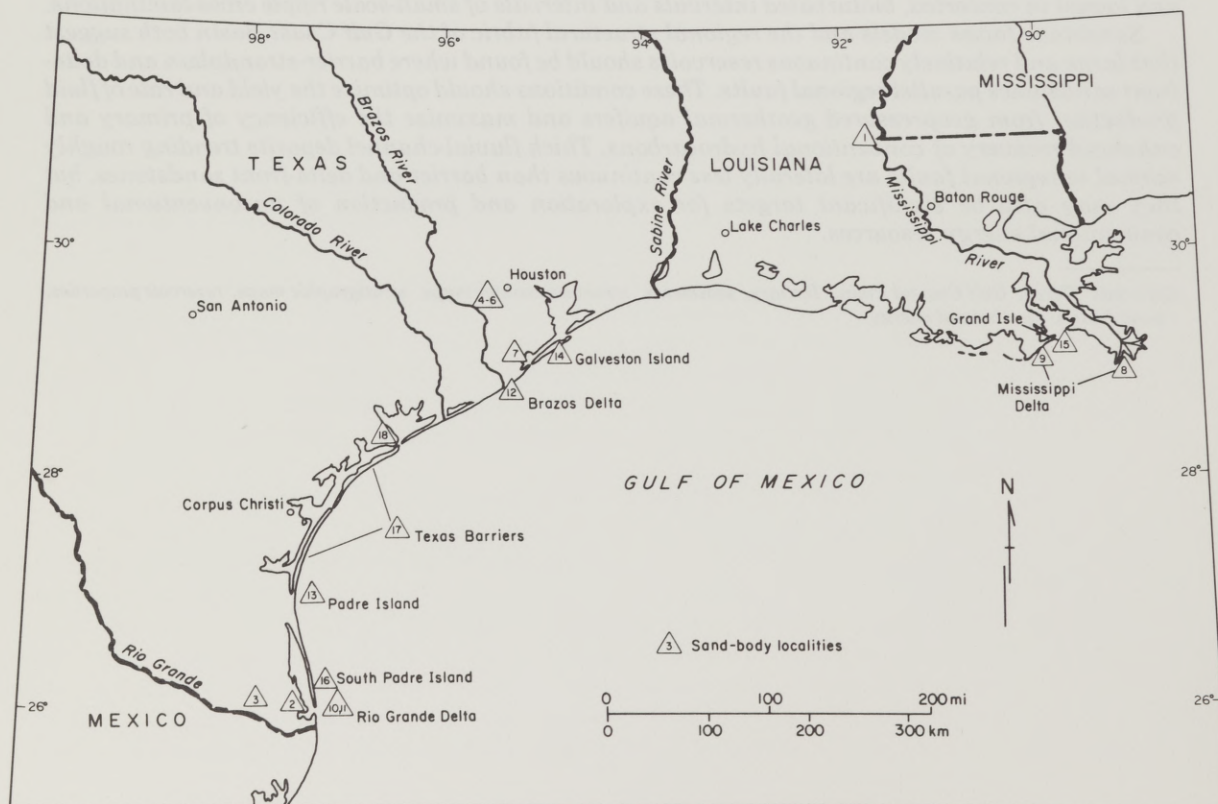 98°
96°
94°
92°
90°
MISSISSIPPI
1
Brazos River
TEXAS
LOUISIANA
Sabine River
Mississippi
Baton Rouge
Colorado River
Lake Charles
30°
30°
River
Houston
4-6
San Antonio
Grand Isle
7
14
Galveston Island
9
15
8
12
Brazos Delta
Mississippi
Delta
18
28°
28°
GULF OF MEXICO
N
Corpus Christi
17
Texas Barriers
13
Padre Island
3
Sand-body localities
Rio Grande
16
South Padre Island
3
2
10,11
Rio Grande Delta
26°
26°
MEXICO
0
100
200 mi
0
100
200
300 km